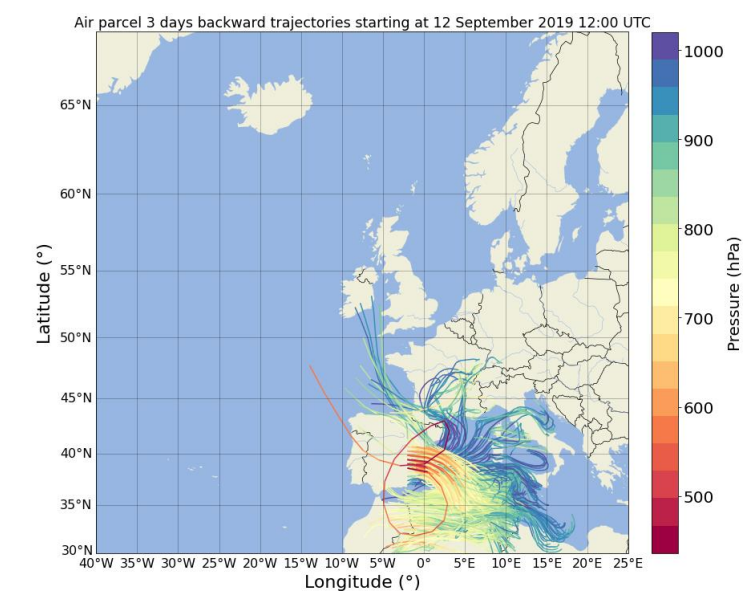 Air parcel 3 days backward trajectories starting at 12 September 2019 12:00 UTC
65°N
60°N
55°N
50°N
45°N
40°N
35°N
30°N
Latitude (°)
40°W 35°W 30°W 25°W 20°W 15°W 10°W 5°W 0° 5°E 10°E 15°E 20°E 25°E
Longitude (°)
1000
900
800
700
600
500
Pressure (hPa)